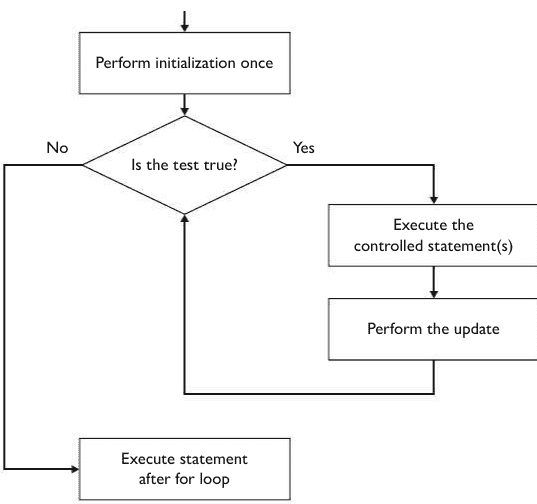 Perform initialization once
No
Is the test true?
Yes
Execute the
controlled statement(s)
Perform the update
Execute statement
after for loop